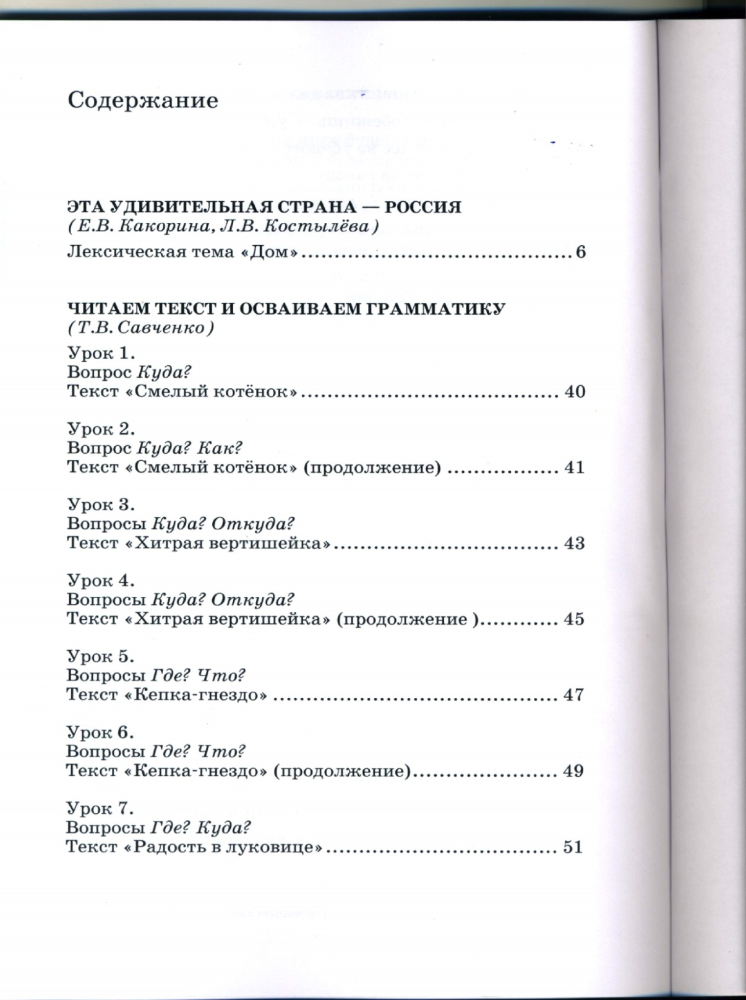 Содержание
ЭТА УДИВИТЕЛЬНАЯ СТРАНА — РОССИЯ
(Е.В. Какорина, Л.В. Костылёва)
Лексическая тема «Дом»........................................6
ЧИТАЕМ ТЕКСТ И ОСВАИВАЕМ ГРАММАТИКУ
(Т.В. Савченко)
Урок 1.
Вопрос Куда?
Текст «Смелый котёнок»...................................... 40
Урок 2.
Вопрос Куда? Как?
Текст «Смелый котёнок» (продолжение) ................. 41
Урок 3.
Вопросы Куда? Откуда?
Текст «Хитрая вертишейка»................................. 43
Урок 4.
Вопросы Куда? Откуда?
Текст «Хитрая вертишейка» (продолжение )............ 45
Урок 5.
Вопросы Где? Что?
Текст «Кепка-гнездо» .......................................... 47
Урок 6.
Вопросы Где? Что?
Текст «Кепка-гнездо» (продолжение)...................... 49
Урок 7.
Вопросы Где? Куда?
Текст «Радость в луковице».................................. 51